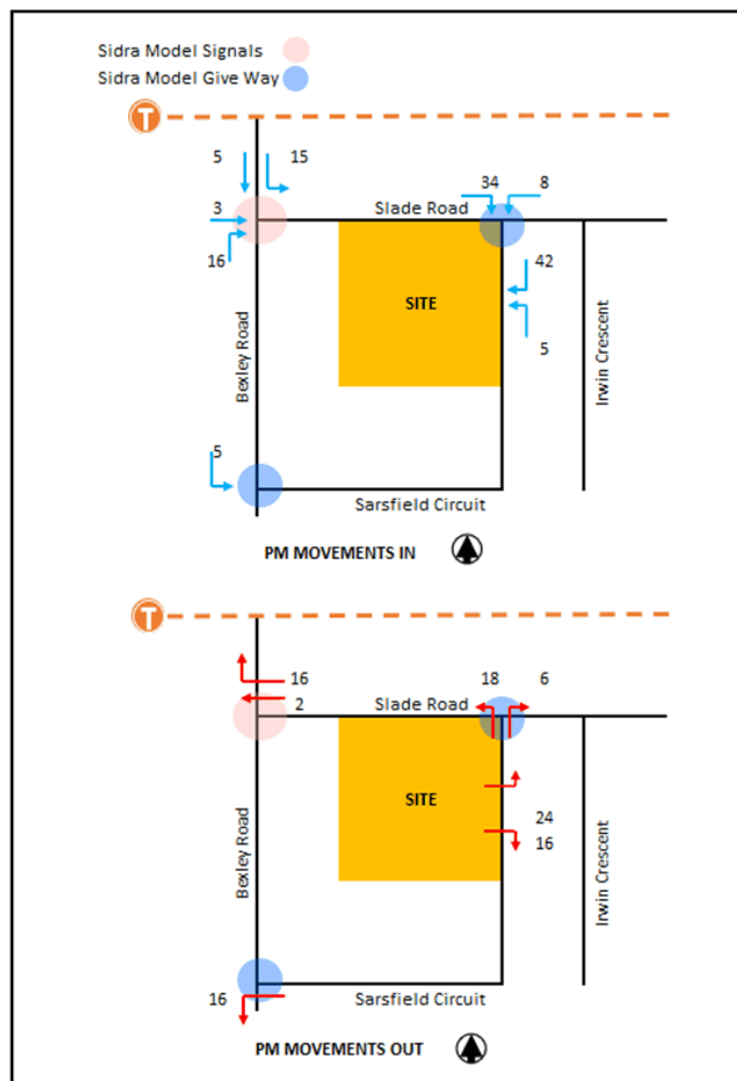 Sidra Model Signals
Sidra Model Give Way
T
5 15
34 8
3 Slade Road
16
42
SITE
5
Bexley Road
Irwin Crescent
5
Sarsfield Circuit
PM MOVEMENTS IN
T
16 18 6
2 Slade Road
SITE
24
16
Bexley Road
Irwin Crescent
16 Sarsfield Circuit
PM MOVEMENTS OUT